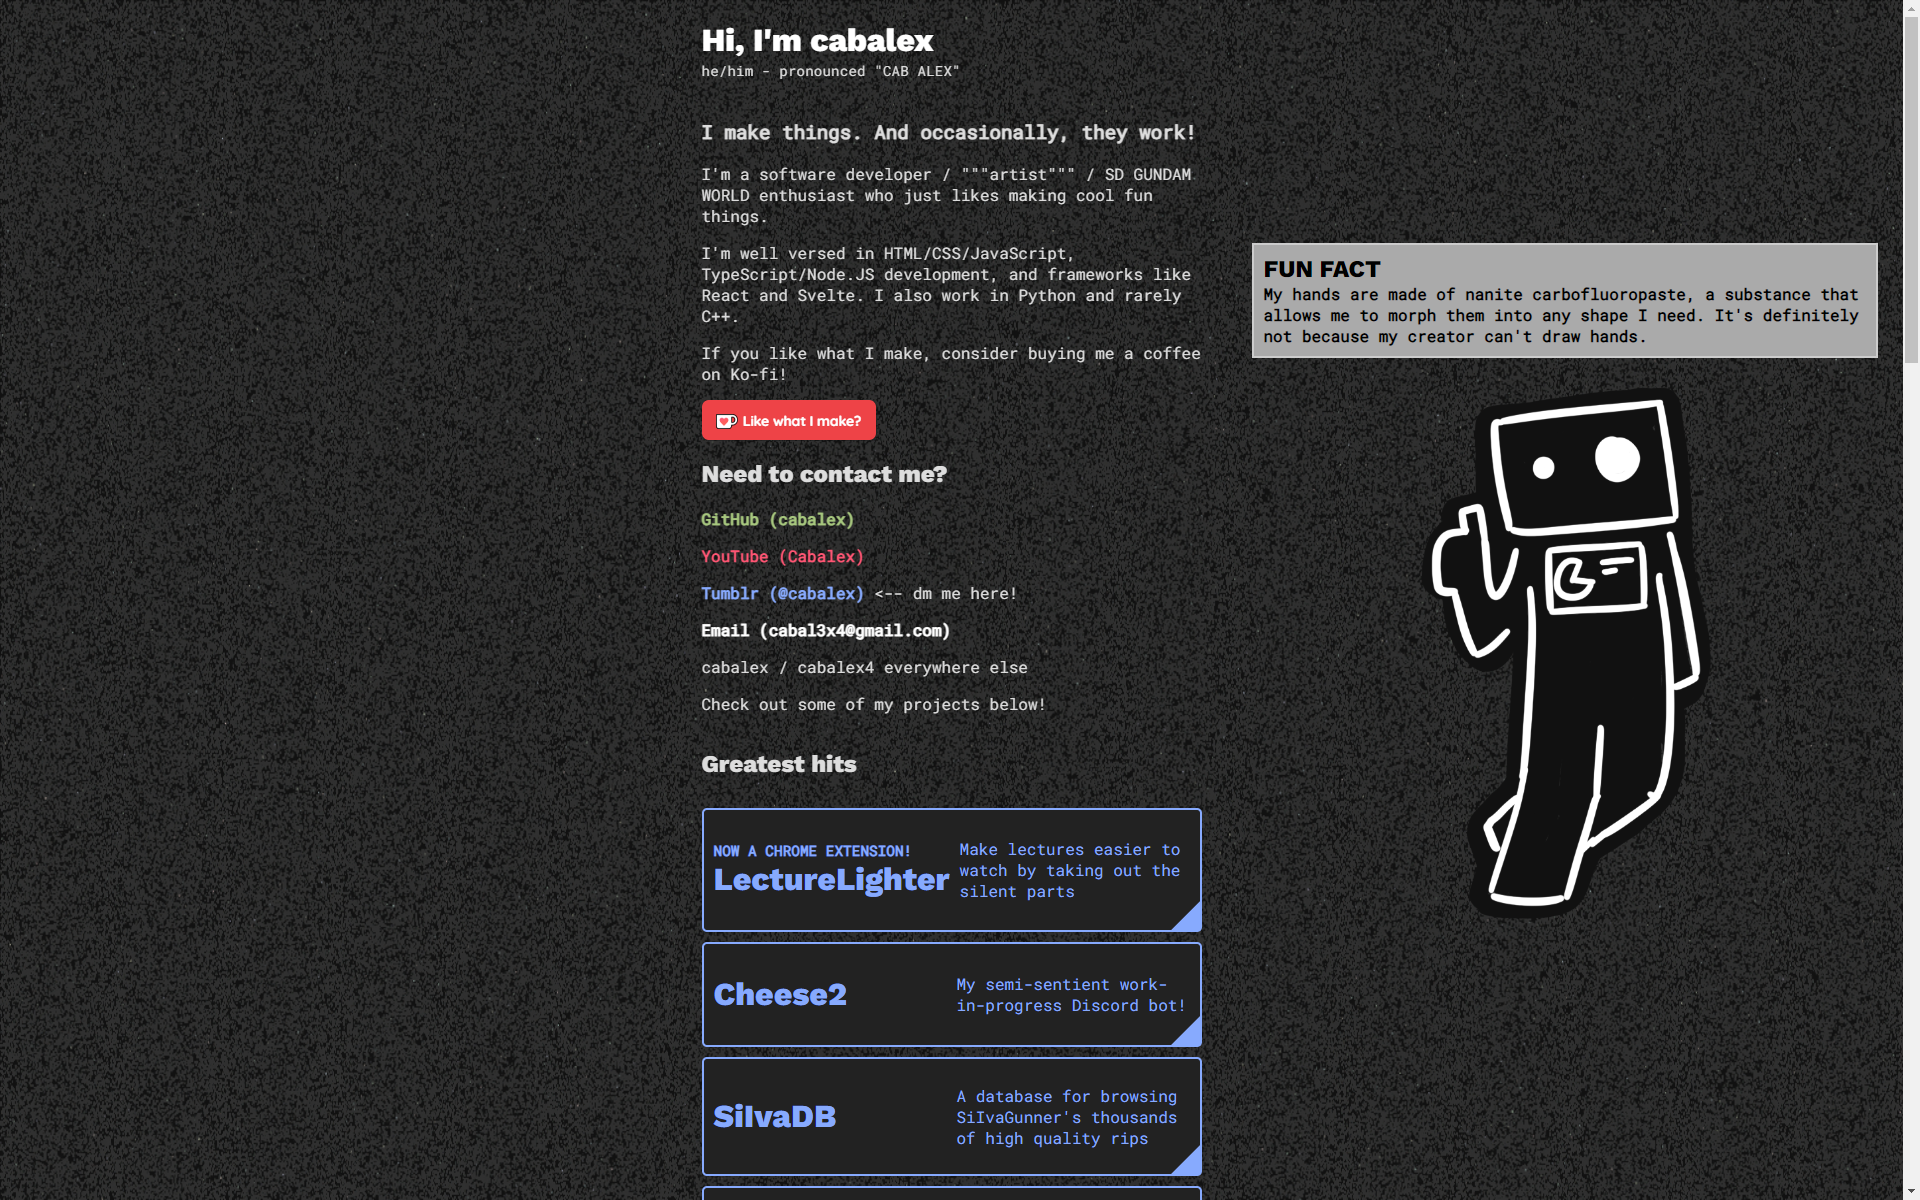 Hi, I'm cabalex
he/him - pronounced "CAB ALEX"
I make things. And occasionally, they work!
I'm a software developer / """artist""" / SD GUNDAM
WORLD enthusiast who just likes making cool fun
things.
I'm well versed in HTML/CSS/JavaScript,
TypeScript/Node.JS development, and frameworks like
React and Svelte. I also work in Python and rarely
C++.
If you like what I make, consider buying me a coffee
on Ko-fi!
Like what I make?
Need to contact me?
GitHub (cabalex)
YouTube (Cabalex)
Tumblr (@cabalex) <-- dm me here!
Email (cabal3x4@gmail.com)
cabalex / cabalex4 everywhere else
Check out some of my projects below!
Greatest hits
NOW A CHROME EXTENSION!
LectureLighter
Make lectures easier to
watch by taking out the
silent parts
Cheese2
My semi-sentient work-
in-progress Discord bot!
SiIvaDB
A database for browsing
SiIvaGunner's thousands
of high quality rips
FUN FACT
My hands are made of nanite carbofluoropaste, a substance that
allows me to morph them into any shape I need. It's definitely
not because my creator can't draw hands.